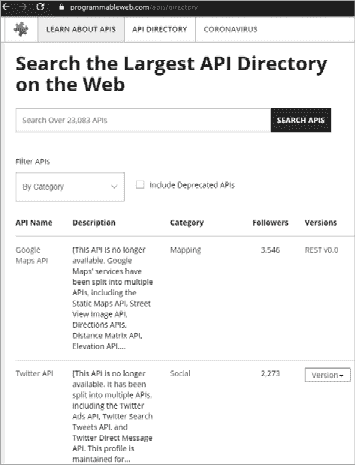 programmableweb.com/apis/directory
LEARN ABOUT APIS API DIRECTORY CORONAVIRUS
Search the Largest API Directory
on the Web
Search Over 23,083 APIs SEARCH APIS
Filter APIs
By Category Include Deprecated APIs
API Name Description Category Followers Versions
Google [This API is no longer Mapping 3,546 REST v0.0
Maps API available. Google
Maps' services have
been split into multiple
APIs, including the
Static Maps API, Street
View Image API,
Directions APIs,
Distance Matrix API,
Elevation API....
Twitter API [This API is no longer Social 2,273 Version
available. It has been
split into multiple APIs,
including the Twitter
Ads API, Twitter Search
Tweets API, and
Twitter Direct Message
API. This profile is
maintained for...